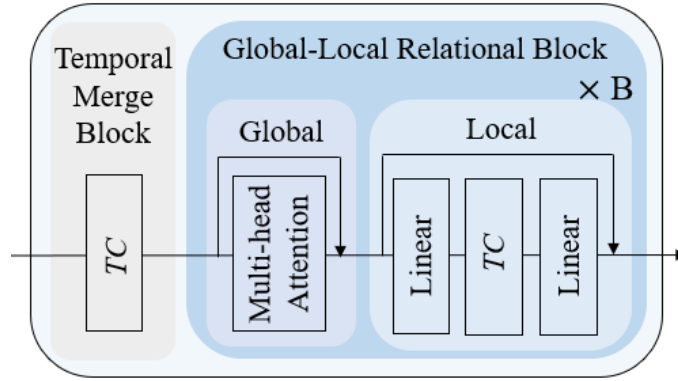 Temporal
Merge
Block
TC
Global-Local Relational Block
× B
Global
Multi-head
Attention
Local
Linear
TC
Linear